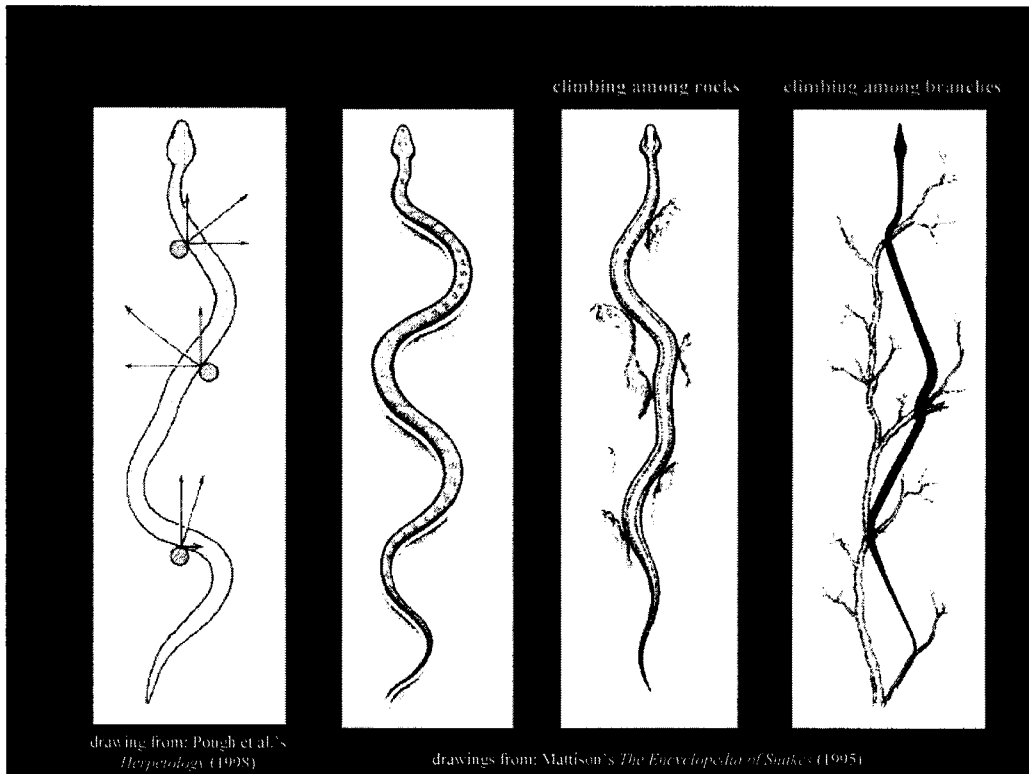 climbing among rocks
climbing among branches
drawing from: Pough et al.'s
Herpetology (1998)
drawings from: Mattison's The Encyclopedia of Snakes (1995)